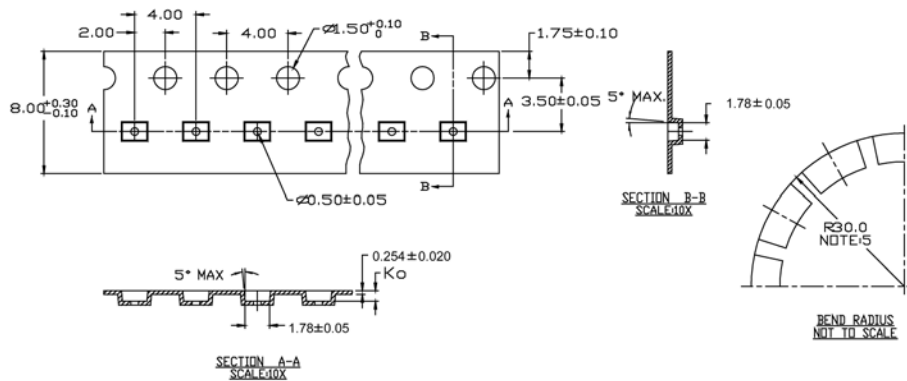 4.00
2.00
4.00
Ø1.50 +0.10 0
B
1.75±0.10
8.00 +0.30 -0.10
A
A
3.50±0.05
Ø0.50±0.05
B
5° MAX.
1.78±0.05
SECTION B-B
SCALE:10X
R30.0
NOTE:5
BEND RADIUS
NOT TO SCALE
5° MAX
0.254±0.020
Ko
1.78±0.05
SECTION A-A
SCALE:10X